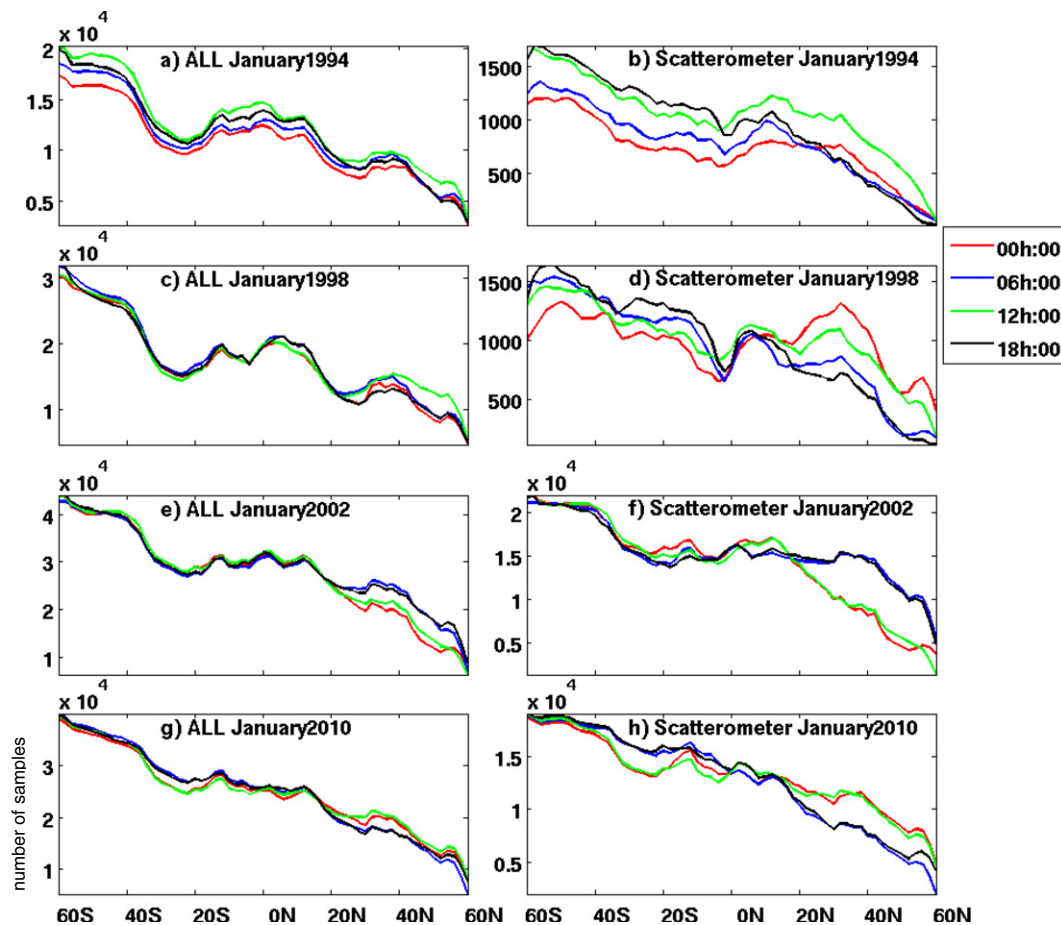 x 10 4
a) ALL January1994
2
1.5
1
0.5
b) Scatterometer January1994
1500
1000
500
00h:00
06h:00
12h:00
18h:00
x 10 4
c) ALL January1998
3
2
1
d) Scatterometer January1998
1500
1000
500
x 10 4
e) ALL January2002
4
3
2
1
x 10 4
f) Scatterometer January2002
2
1.5
1
0.5
x 10 4
g) ALL January2010
3
2
1
number of samples
60S 40S 20S 0N 20N 40N 60N
x 10 4
h) Scatterometer January2010
1.5
1
0.5
60S 40S 20S 0N 20N 40N 60N